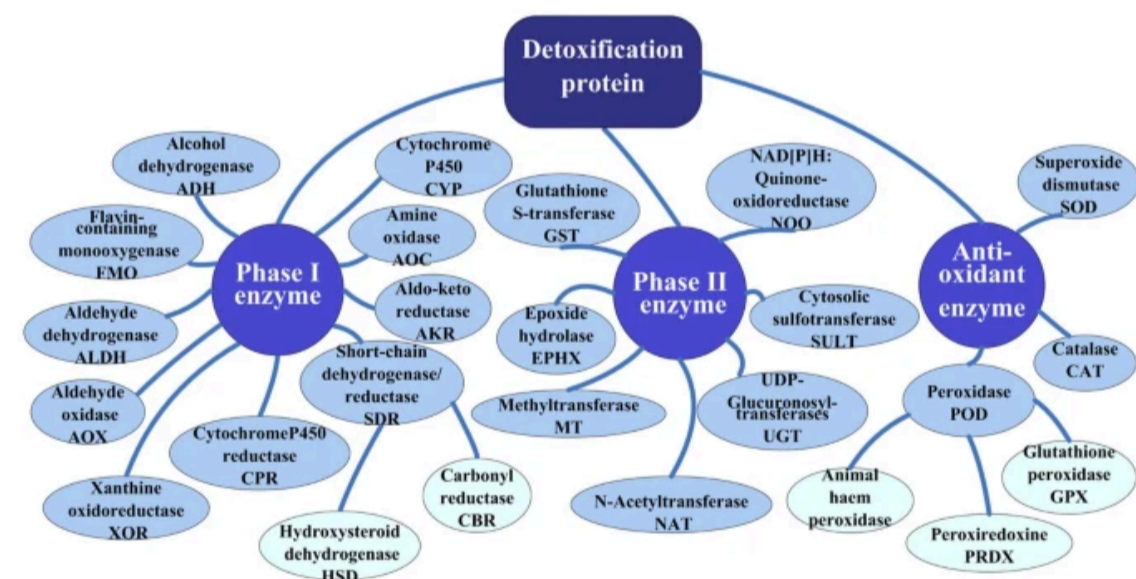 Detoxification
protein
Alcohol
dehydrogenase
ADH
Cytochrome
P450
CYP
Flavin-
containing
monooxygenase
FMO
Amine
oxidase
AOC
Phase I
enzyme
Aldehyde
dehydrogenase
ALDH
Aldo-keto
reductase
AKR
Aldehyde
oxidase
AOX
Short-chain
dehydrogenase/
reductase
SDR
CytochromeP450
reductase
CPR
Xanthine
oxidoreductase
XOR
Carbonyl
reductase
CBR
Hydroxysteroid
dehydrogenase
HSD
Glutathione
S-transferase
GST
NAD[P]H:
Quinone-
oxidoreductase
NOO
Phase II
enzyme
Epoxide
hydrolase
EPHX
Cytosolic
sulfotransferase
SULT
Methyltransferase
MT
UDP-
Glucuronosyl-
transferases
UGT
N-Acetyltransferase
NAT
Superoxide
dismutase
SOD
Anti-
oxidant
enzyme
Catalase
CAT
Peroxidase
POD
Animal
haem
peroxidase
Glutathione
peroxidase
GPX
Peroxiredoxine
PRDX